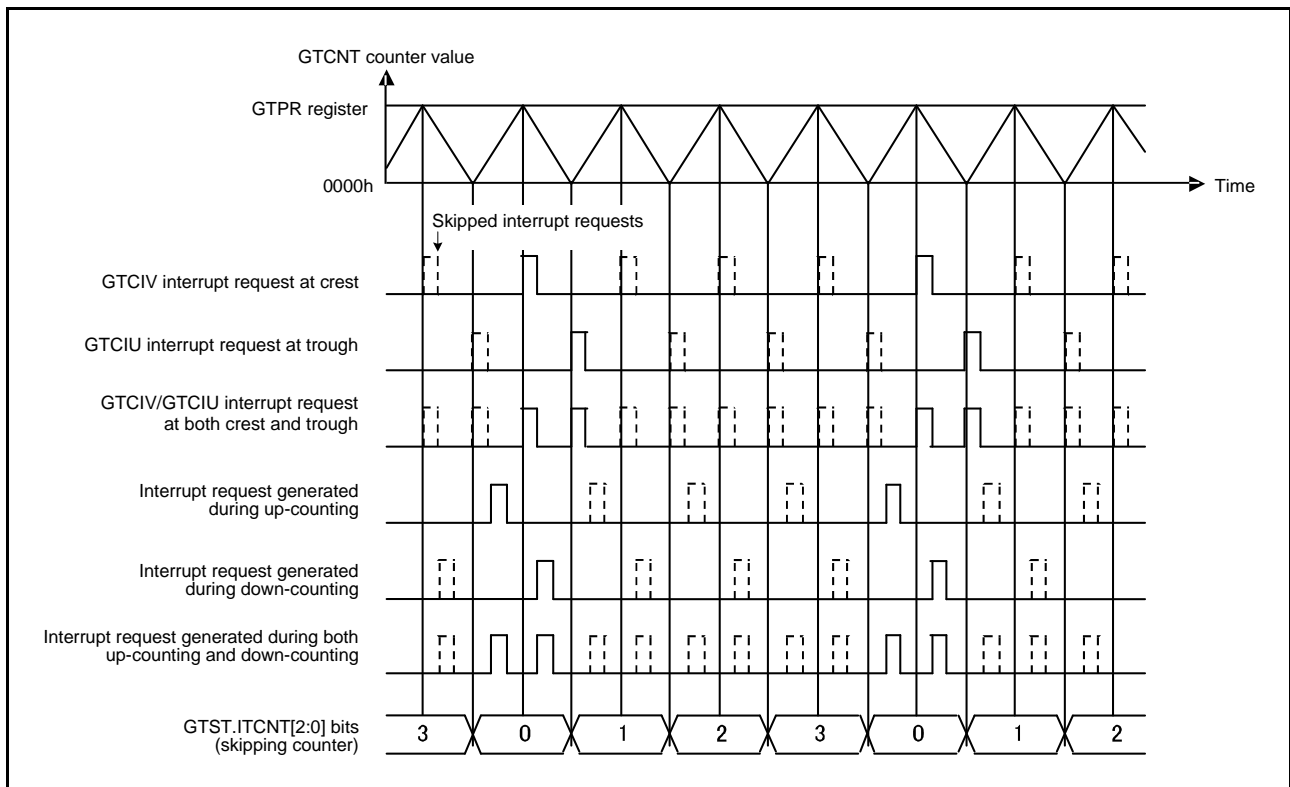 GTCNT counter value
GTPR register
0000h
Time
Skipped interrupt requests
GTCIV interrupt request at crest
GTCIU interrupt request at trough
GTCIV/GTCIU interrupt request
at both crest and trough
Interrupt request generated
during up-counting
Interrupt request generated
during down-counting
Interrupt request generated during both
up-counting and down-counting
GTST.ITCNT[2:0] bits
(skipping counter)
3 0 1 2 3 0 1 2